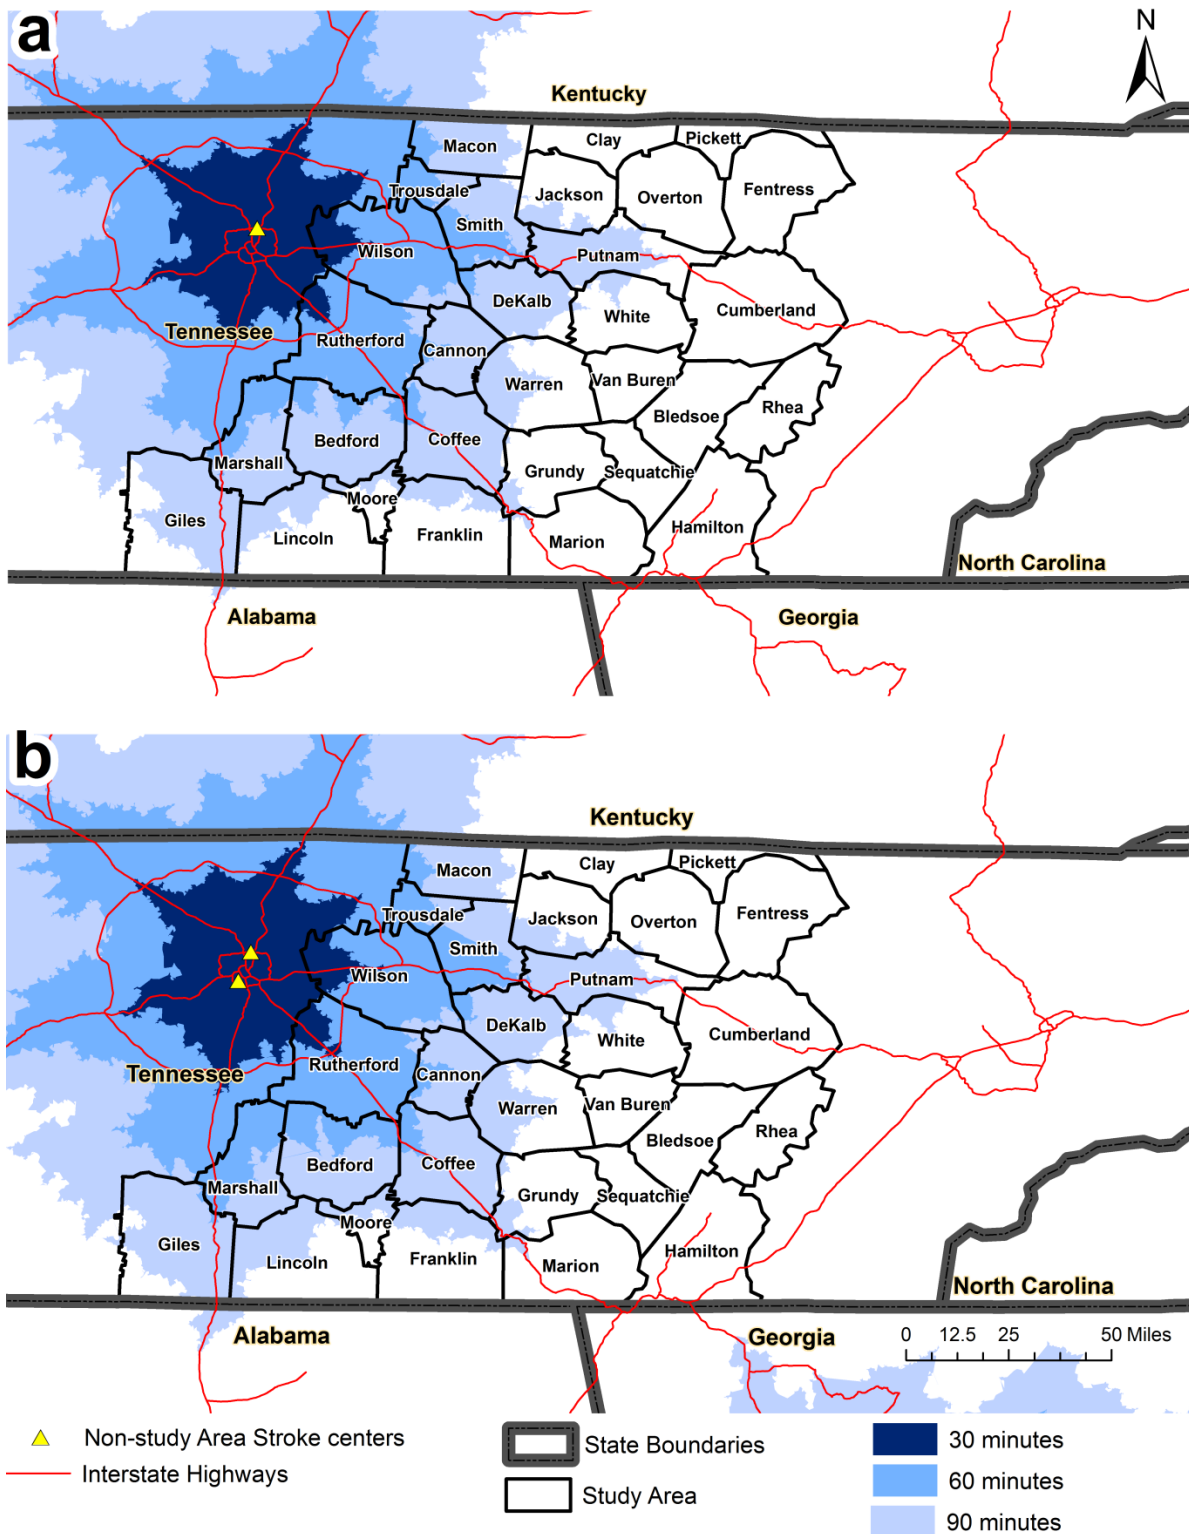 a
N
Kentucky
Clay
Pickett
Macon
Trousdale
Jackson
Overton
Fentress
Smith
Wilson
Putnam
DeKalb
White
Cumberland
Tennessee
Rutherford
Cannon
Warren
Van Buren
Rhea
Bledsoe
Bedford
Coffee
Marshall
Grundy
Sequatchie
Moore
Giles
Lincoln
Franklin
Marion
Hamilton
North Carolina
Alabama
Georgia
b
Kentucky
Clay
Pickett
Macon
Trousdale
Jackson
Overton
Fentress
Smith
Wilson
Putnam
DeKalb
White
Cumberland
Tennessee
Rutherford
Cannon
Warren
Van Buren
Rhea
Bledsoe
Bedford
Coffee
Marshall
Grundy
Sequatchie
Moore
Giles
Lincoln
Franklin
Marion
Hamilton
North Carolina
Alabama
Georgia
0 12.5 25 50 Miles
Non-study Area Stroke centers
Interstate Highways
State Boundaries
Study Area
30 minutes
60 minutes
90 minutes